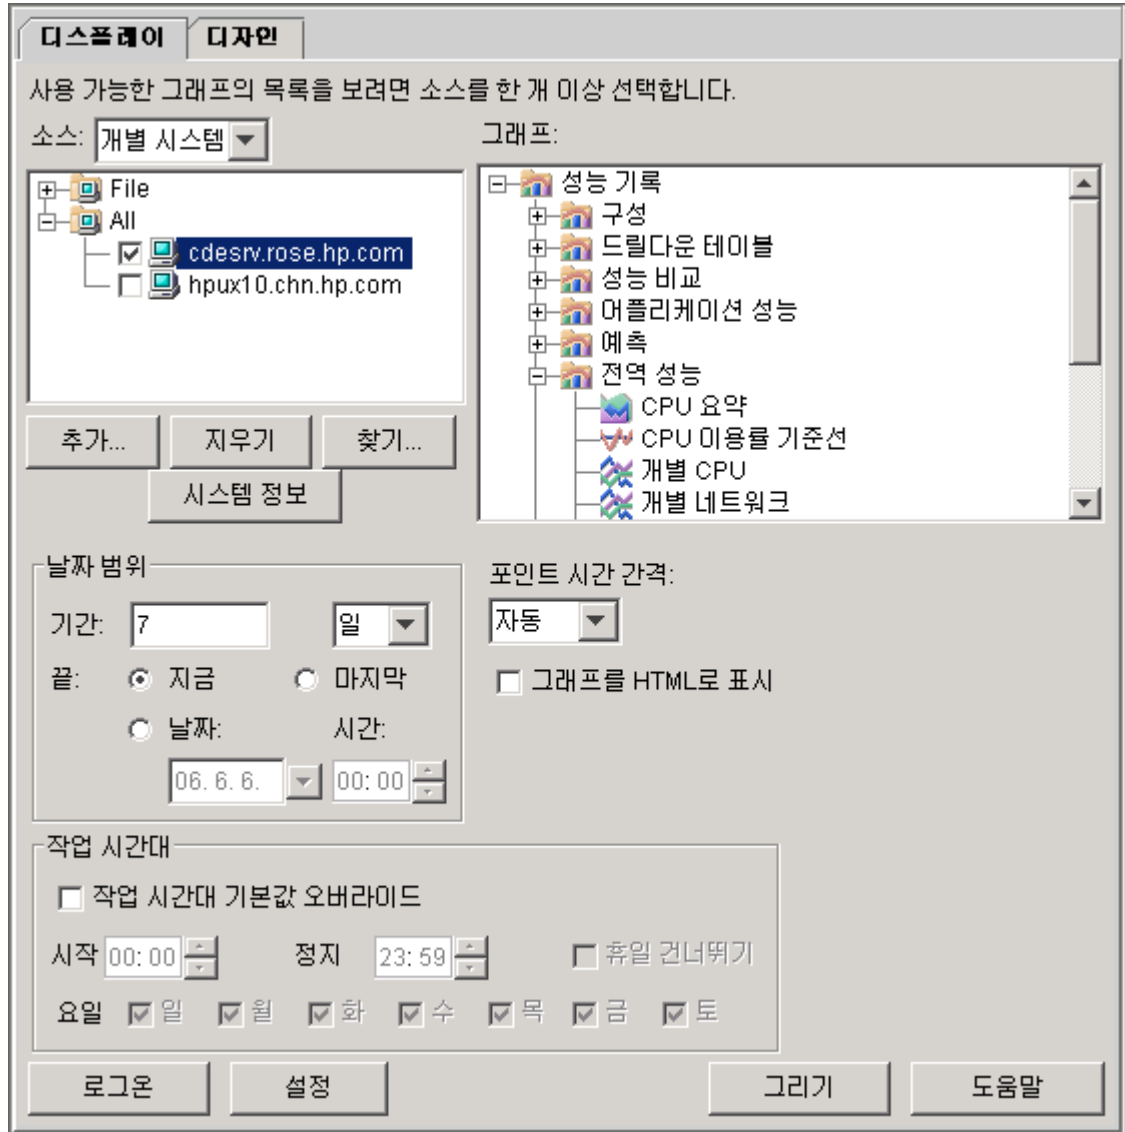 디스플레이 디자인
사용 가능한 그래프의 목록을 보려면 소스를 한 개 이상 선택합니다.
소스: 개별 시스템
File
All
cdesrv.rose.hp.com
hpux10.chn.hp.com
추가... 지우기 찾기...
시스템 정보
그래프:
성능 기록
구성
드릴다운 테이블
성능 비교
어플리케이션 성능
예측
전역 성능
CPU 요약
CPU 이용률 기준선
개별 CPU
개별 네트워크
날짜 범위
기간: 7 일
끝: 지금 마지막
날짜: 시간:
06. 6. 6. 00:00
포인트 시간 간격:
자동
그래프를 HTML로 표시
작업 시간대
작업 시간대 기본값 오버라이드
시작 00:00 정지 23:59 휴일 건너뛰기
요일 일 월 화 수 목 금 토
로그온 설정 그리기 도움말